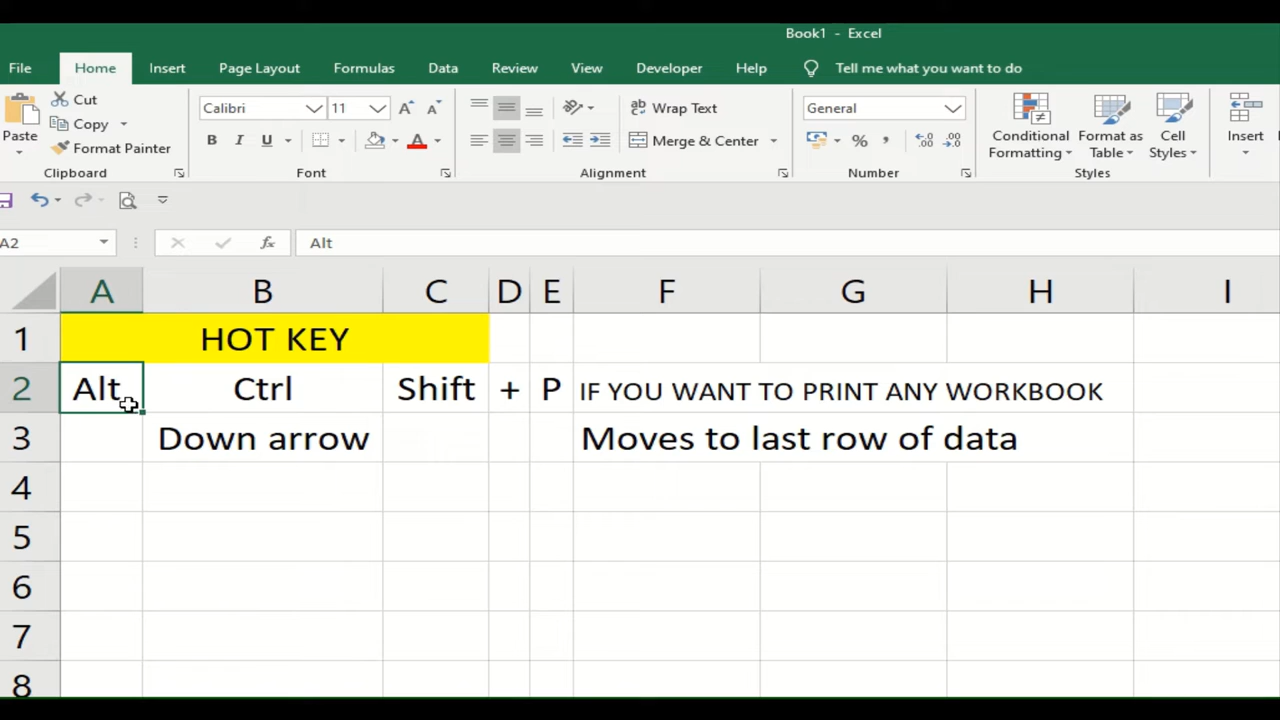 Book1 - Excel
File Home Insert Page Layout Formulas Data Review View Developer Help Tell me what you want to do
Cut
Copy
Format Painter
Paste
Clipboard
Calibri 11
B I U A
Font
Wrap Text
Merge & Center
Alignment
General
% ,
Number
Conditional Formatting
Format as Table
Cell Styles
Styles
Insert
A2 fx Alt
A B C D E F G H I
1 HOT KEY
2 Alt Ctrl Shift + P IF YOU WANT TO PRINT ANY WORKBOOK
3 Down arrow Moves to last row of data
4
5
6
7
8